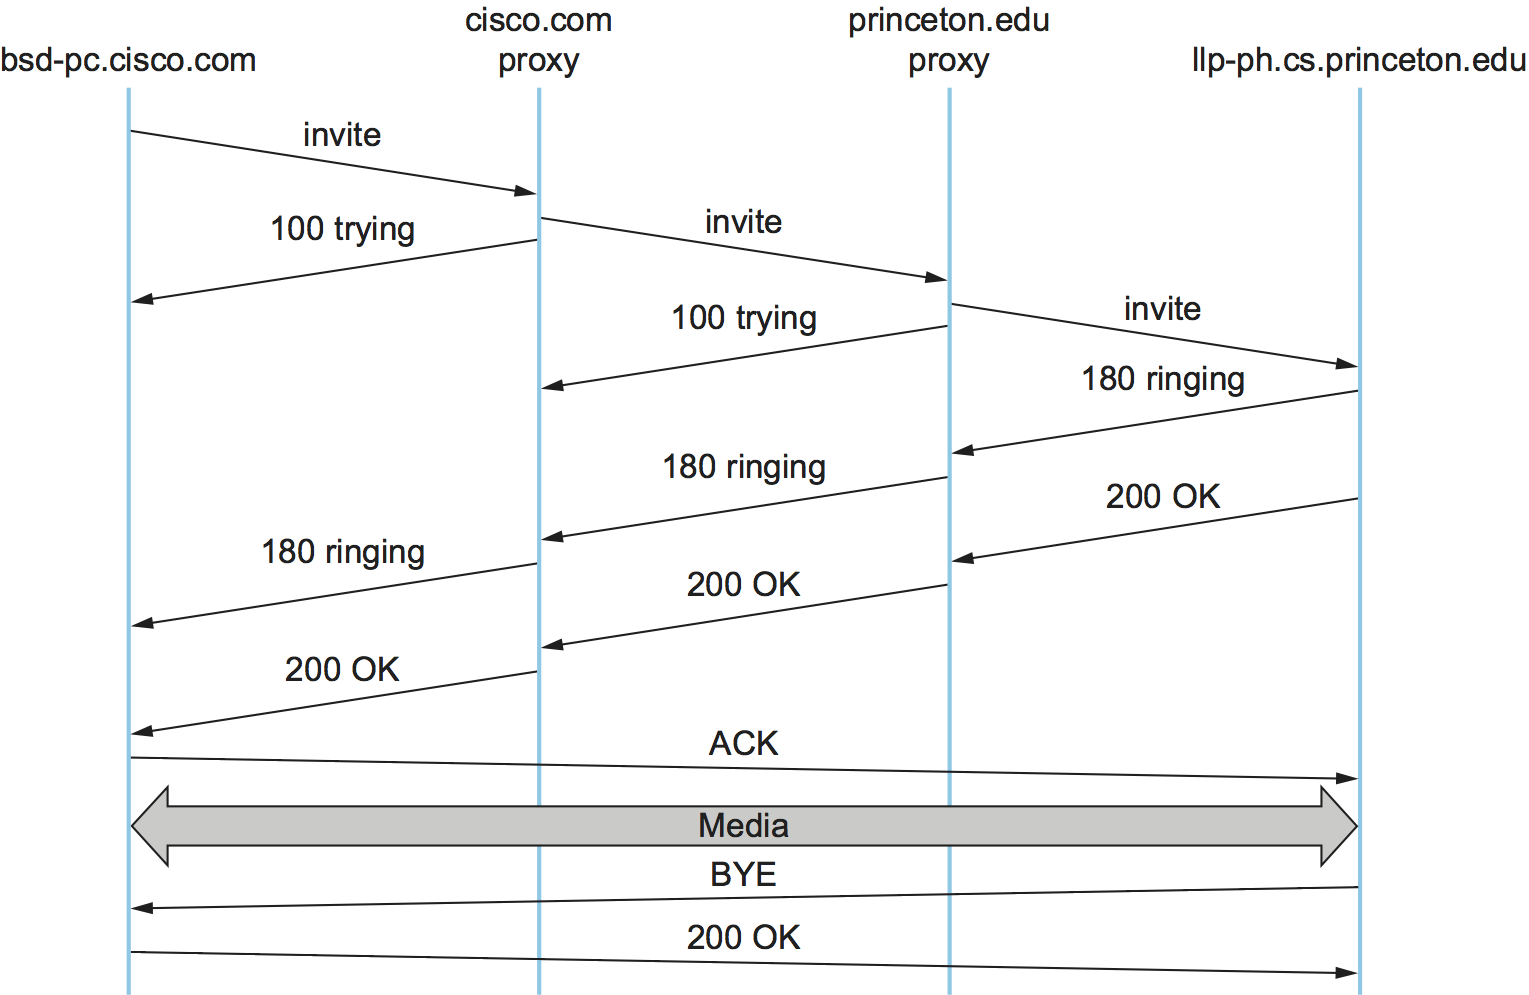 cisco.com
princeton.edu
bsd-pc.cisco.com
proxy
proxy
llp-ph.cs.princeton.edu
invite
invite
100 trying
invite
100 trying
180 ringing
180 ringing
200 OK
180 ringing
200 OK
200 OK
ACK
Media
BYE
200 OK